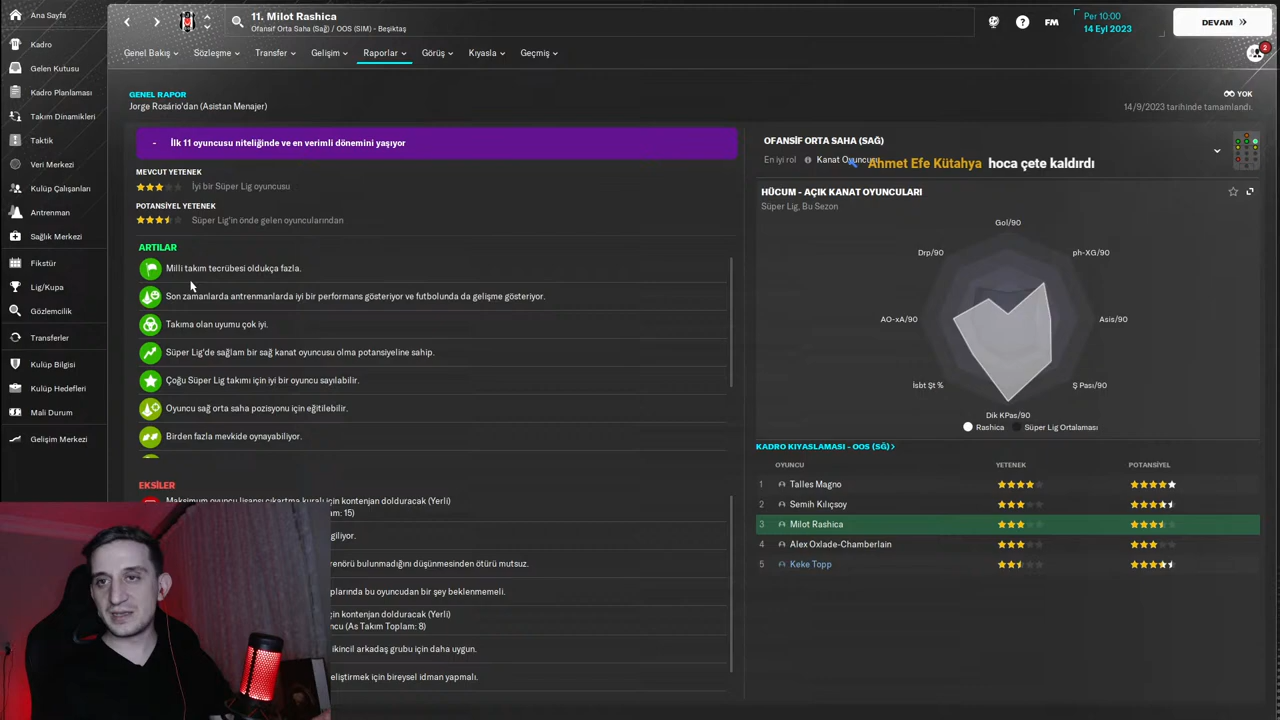 Ana Sayfa
Kadro
Gelen Kutusu
Kadro Planlaması
Takım Dinamikleri
Taktik
Veri Merkezi
Kulüp Çalışanları
Antrenman
Sağlık Merkezi
Fikstür
Lig/Kupa
Gözlemcilik
Transferler
Kulüp Bilgisi
Kulüp Hedefleri
Mali Durum
Gelişim Merkezi
11. Milot Rashica
Ofansif Orta Saha (Sağ) / OOS (SIM) - Beşiktaş
FM
Per 10:00
14 Eyl 2023
DEVAM
2
Genel Bakış
Sözleşme
Transfer
Gelişim
Raporlar
Görüş
Kıyasla
Geçmiş
GENEL RAPOR
Jorge Rosário'dan (Asistan Menajer)
YOK
14/9/2023 tarihinde tamamlandı.
- İlk 11 oyuncusu niteliğinde ve en verimli dönemini yaşıyor
MEVCUT YETENEK
İyi bir Süper Lig oyuncusu
POTANSİYEL YETENEK
Süper Lig'in önde gelen oyuncularından
ARTILAR
Milli takım tecrübesi oldukça fazla.
Son zamanlarda antrenmanlarda iyi bir performans gösteriyor ve futbolunda da gelişme gösteriyor.
Takıma olan uyumu çok iyi.
Süper Lig'de sağlam bir sağ kanat oyuncusu olma potansiyeline sahip.
Çoğu Süper Lig takımı için iyi bir oyuncu sayılabilir.
Oyuncu sağ orta saha pozisyonu için eğitilebilir.
Birden fazla mevkide oynayabiliyor.
EKSİLER
Maksimum oyuncu lisansı çıkartma kuralı için kontenjan dolduracak (Yerli)
m: 15)
giliyor.
renörü bulunmadığını düşünmesinden ötürü mutsuz.
plarında bu oyuncudan bir şey beklenmemeli.
için kontenjan dolduracak (Yerli)
cu (As Takım Toplam: 8)
ikincil arkadaş grubu için daha uygun.
eliştirmek için bireysel idman yapmalı.
OFANSİF ORTA SAHA (SAĞ)
En iyi rol
Kanat Oyuncusu
Ahmet Efe Kütahya hoca çete kaldırdı
HÜCUM - AÇIK KANAT OYUNCULARI
Süper Lig, Bu Sezon
Gol/90
ph-XG/90
Asis/90
Ş Pası/90
Dik KPas/90
İsbt Şt %
AO-xA/90
Drp/90
Rashica
Süper Lig Ortalaması
KADRO KIYASLAMASI - OOS (SĞ)
OYUNCU YETENEK POTANSİYEL
1 Talles Magno
2 Semih Kılıçsoy
3 Milot Rashica
4 Alex Oxlade-Chamberlain
5 Keke Topp